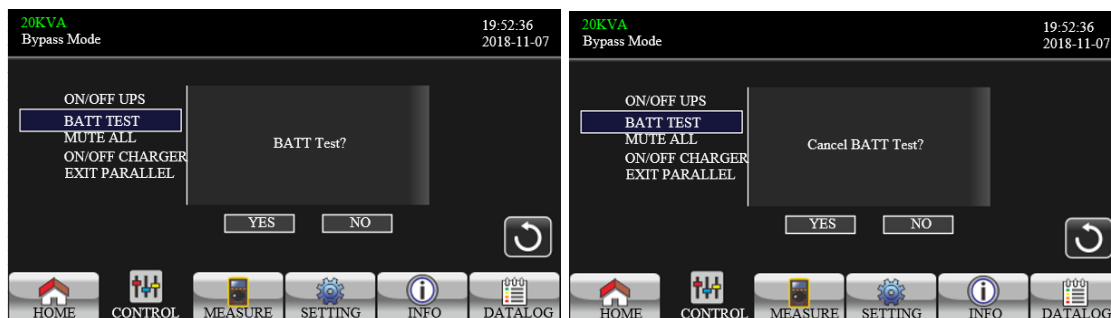 20KVA
Bypass Mode
19:52:36
2018-11-07
ON/OFF UPS
BATT TEST
MUTE ALL
ON/OFF CHARGER
EXIT PARALLEL
BATT Test?
YES NO
HOME CONTROL MEASURE SETTING INFO DATALOG
20KVA
Bypass Mode
19:52:36
2018-11-07
ON/OFF UPS
BATT TEST
MUTE ALL
ON/OFF CHARGER
EXIT PARALLEL
Cancel BATT Test?
YES NO
HOME CONTROL MEASURE SETTING INFO DATALOG